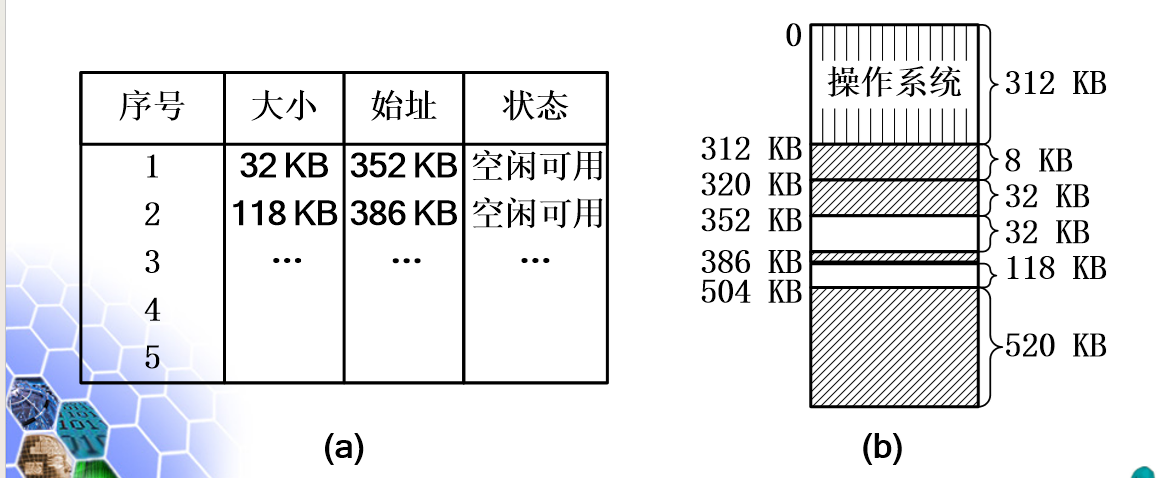 序号 大小 始址 状态
1 32 KB 352 KB 空闲可用
2 118 KB 386 KB 空闲可用
3 … … …
4
5
(a)
0
操作系统
312 KB
312 KB
8 KB
320 KB
32 KB
352 KB
32 KB
386 KB
118 KB
504 KB
520 KB
(b)